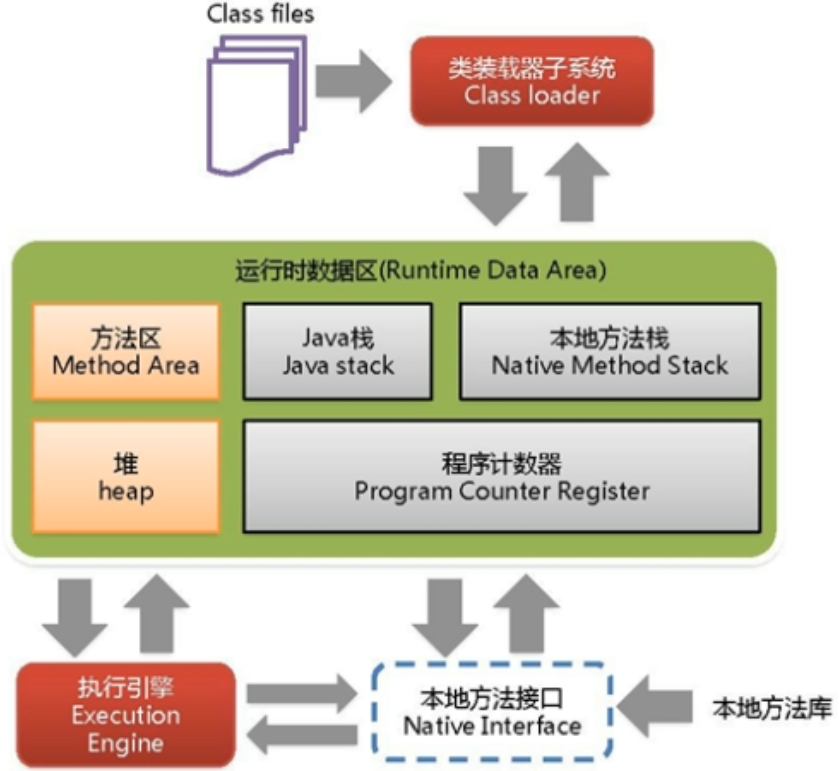 Class files
类装载器子系统
Class loader
运行时数据区(Runtime Data Area)
方法区
Method Area
Java栈
Java stack
本地方法栈
Native Method Stack
堆
heap
程序计数器
Program Counter Register
执行引擎
Execution
Engine
本地方法接口
Native Interface
本地方法库